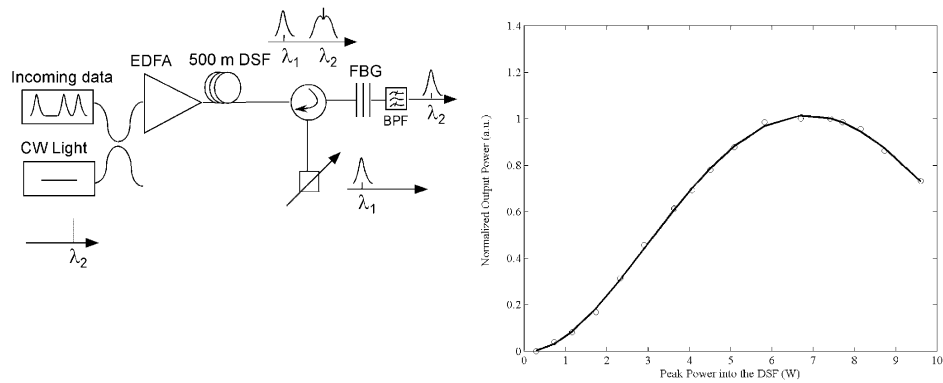 EDFA
500 m DSF
λ1
λ2
Incoming data
FBG
BPF
λ2
CW Light
λ1
λ2
Normalized Output Power (a.u.)
1.4
1.2
1
0.8
0.6
0.4
0.2
0
0 1 2 3 4 5 6 7 8 9 10
Peak Power into the DSF (W)